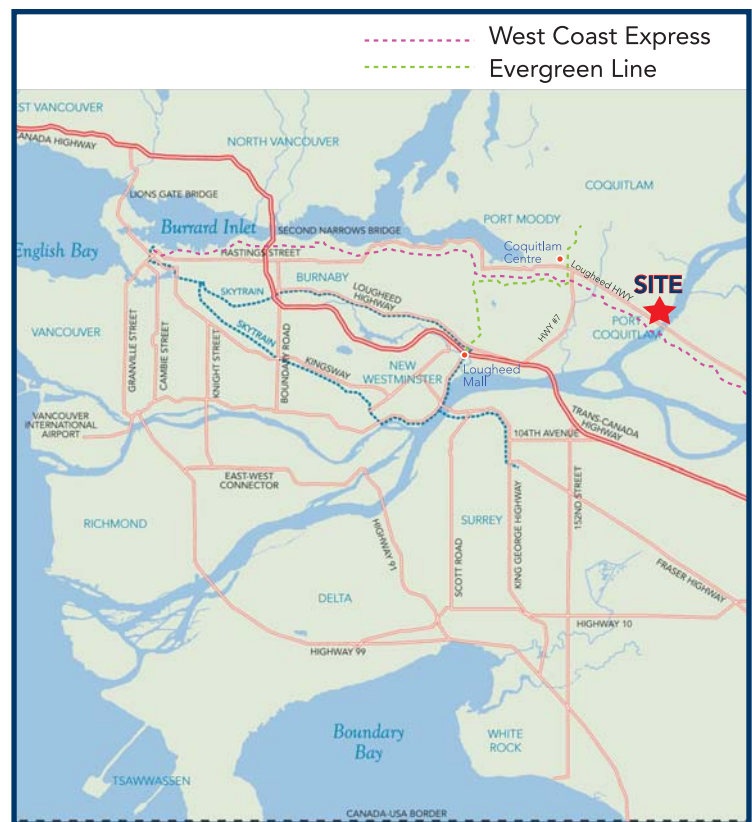 West Coast Express
Evergreen Line
ST VANCOUVER
ANADA HIGHWAY
NORTH VANCOUVER
LIONS GATE BRIDGE
COQUITLAM
PORT MOODY
Burrard Inlet
SECOND NARROWS BRIDGE
English Bay
HASTINGS STREET
Coquitlam
Centre
Lougheed HWY
SITE
BURNABY
SKYTRAIN
LOUGHEED
HIGHWAY
SKYTRAIN
VANCOUVER
HWY #7
PORT
COQUITLAM
GRANVILLE STREET
CAMBIE STREET
KNIGHT STREET
BOUNDARY ROAD
KINGSWAY
NEW
WESTMINSTER
Lougheed
Mall
VANCOUVER
INTERNATIONAL
AIRPORT
TRANS-CANADA
HIGHWAY
104TH AVENUE
EAST-WEST
CONNECTOR
RICHMOND
HIGHWAY 91
SURREY
SCOTT ROAD
KING GEORGE HIGHWAY
152ND STREET
FRASER HIGHWAY
DELTA
HIGHWAY 10
HIGHWAY 99
Boundary
Bay
WHITE
ROCK
TSAWWASSEN
CANADA-USA BORDER